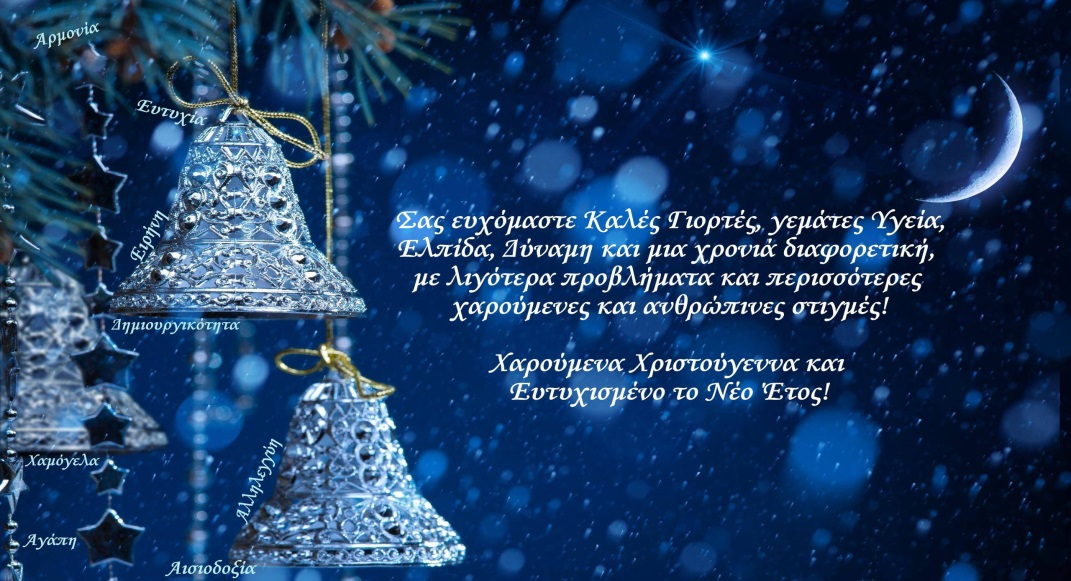 Αρμονία
Ευτυχία
Ειρήνη
Δημιουργικότητα
Χαμόγελα
Αγάπη
Αλληλεγγύη
Αισιοδοξία
Σας ευχόμαστε Καλές Γιορτές, γεμάτες Υγεία,
Ελπίδα, Δύναμη και μια χρονιά διαφορετική,
με λιγότερα προβλήματα και περισσότερες
χαρούμενες και ανθρώπινες στιγμές!
Χαρούμενα Χριστούγεννα και
Ευτυχισμένο το Νέο Έτος!